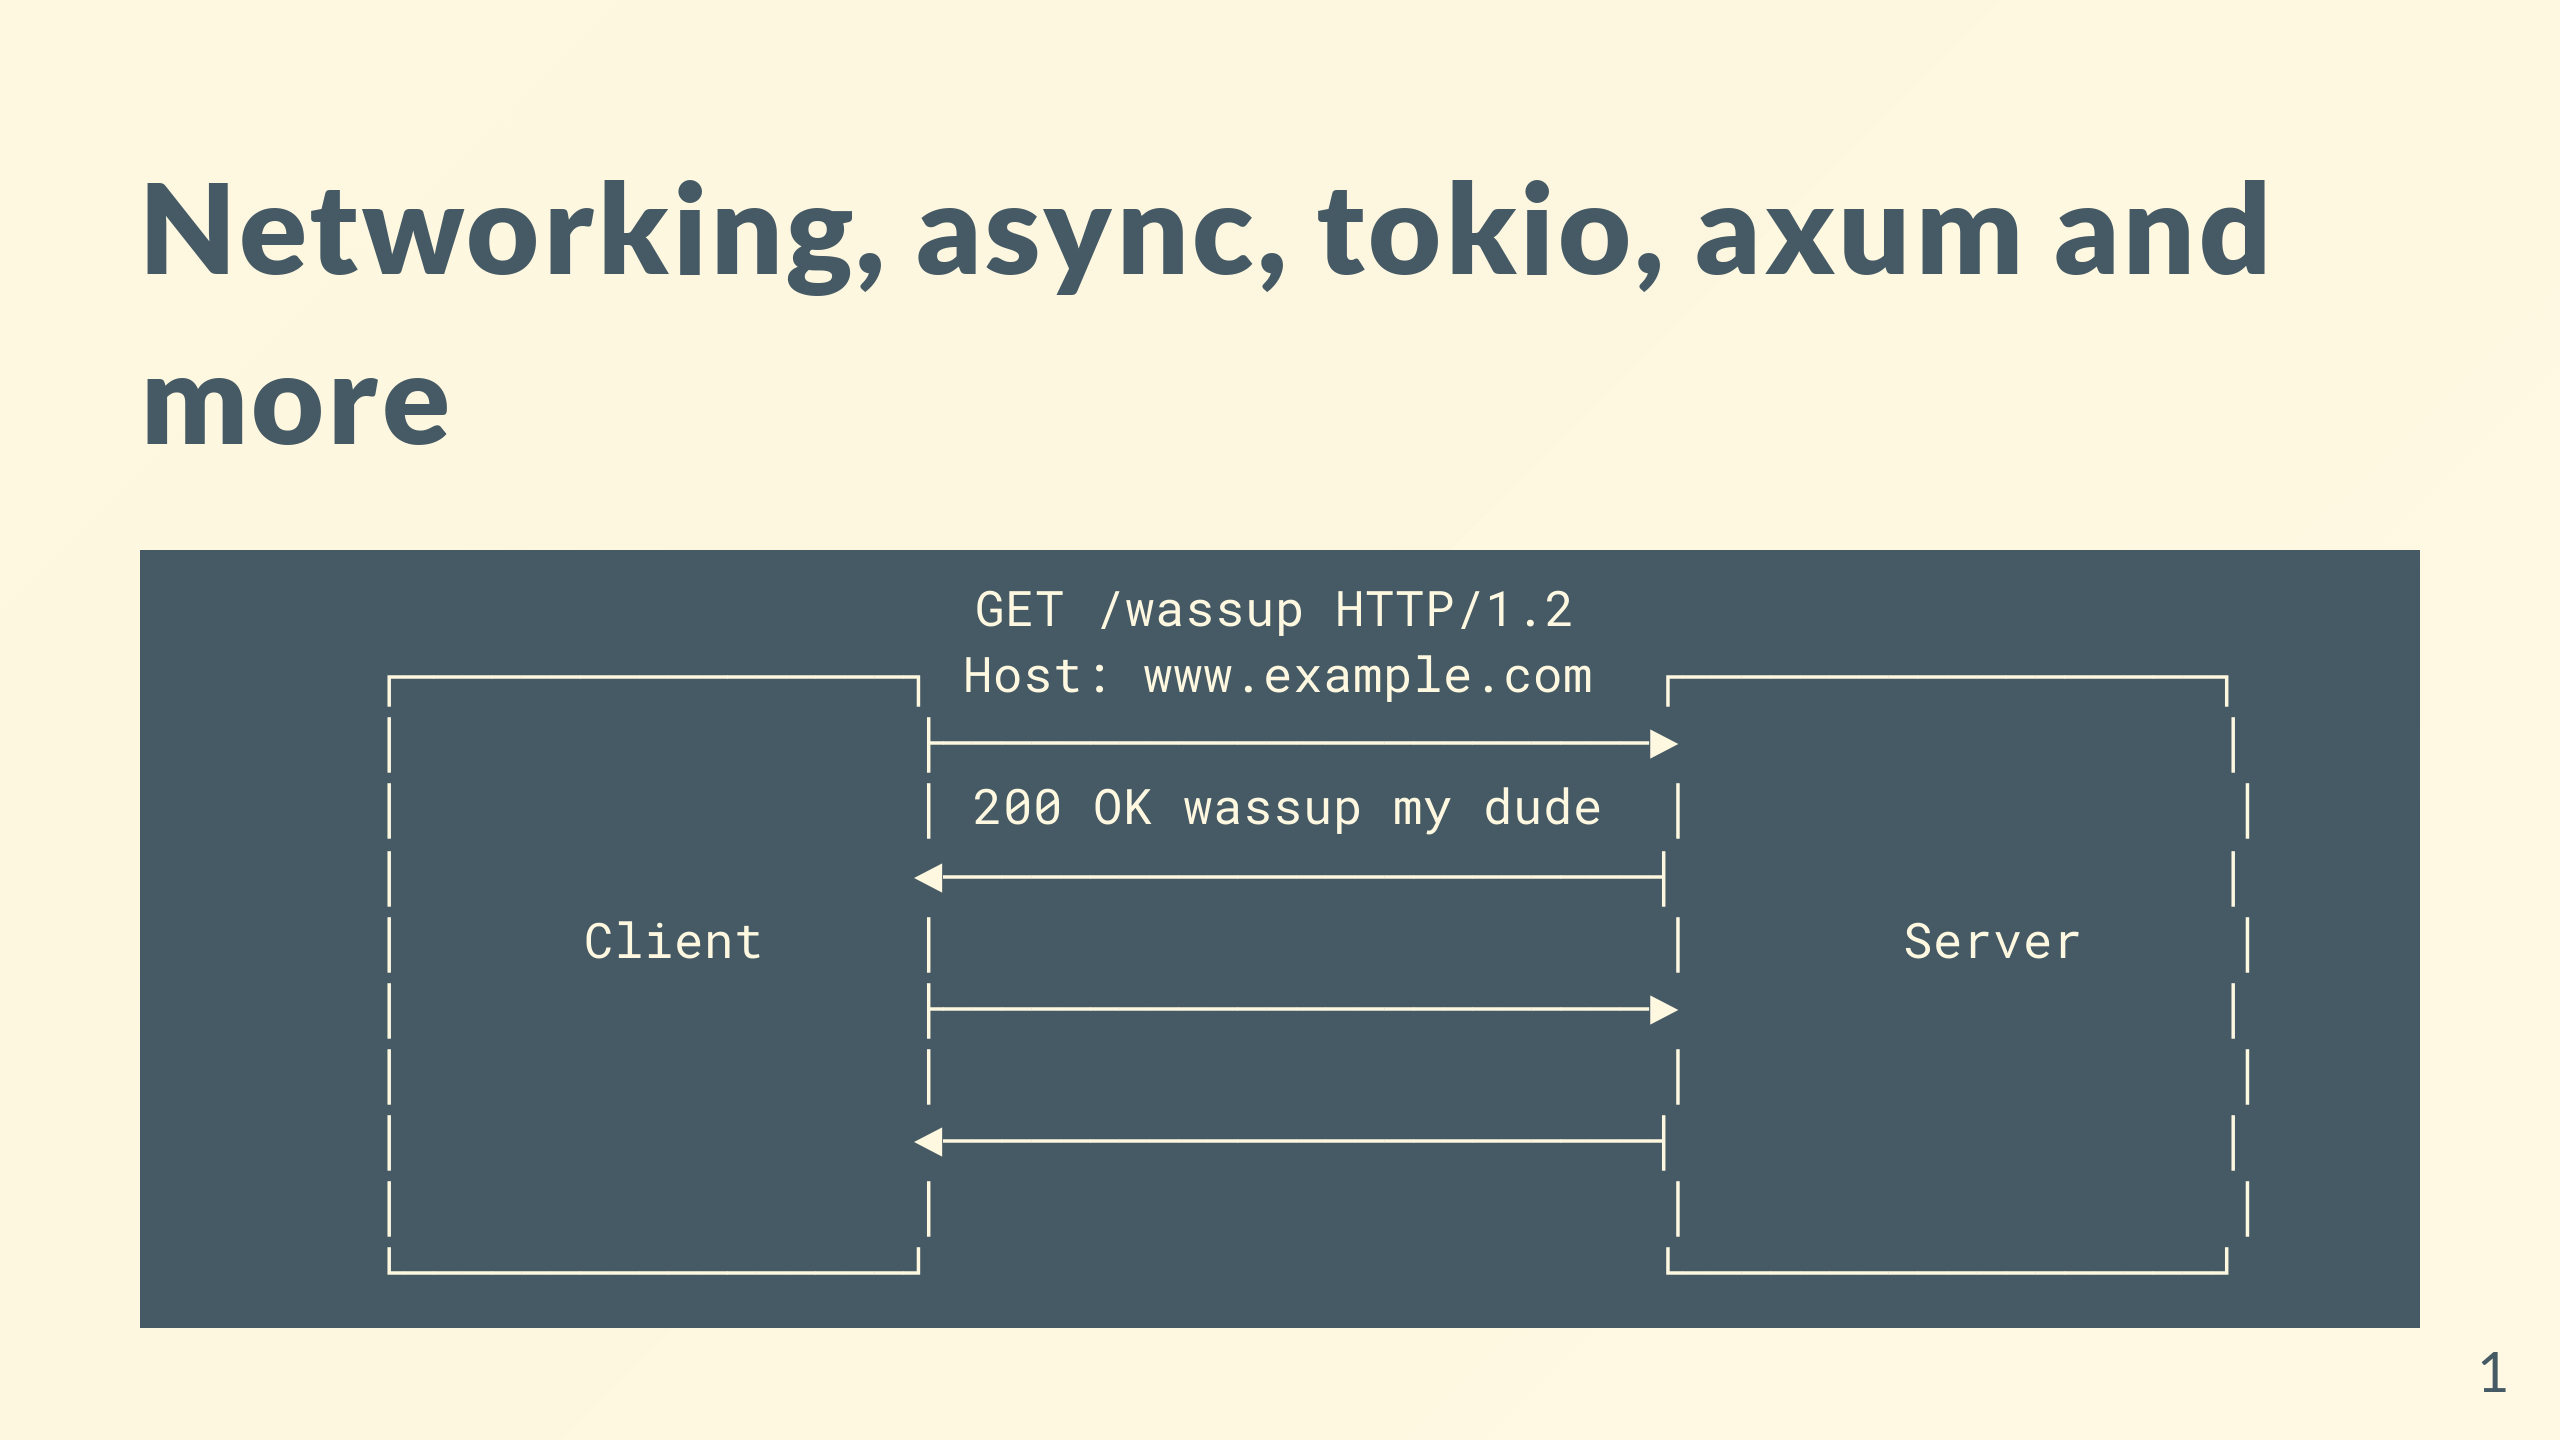 Networking, async, tokio, axum and
more
GET /wassup HTTP/1.2
Host: www.example.com
200 OK wassup my dude
Client
Server
1